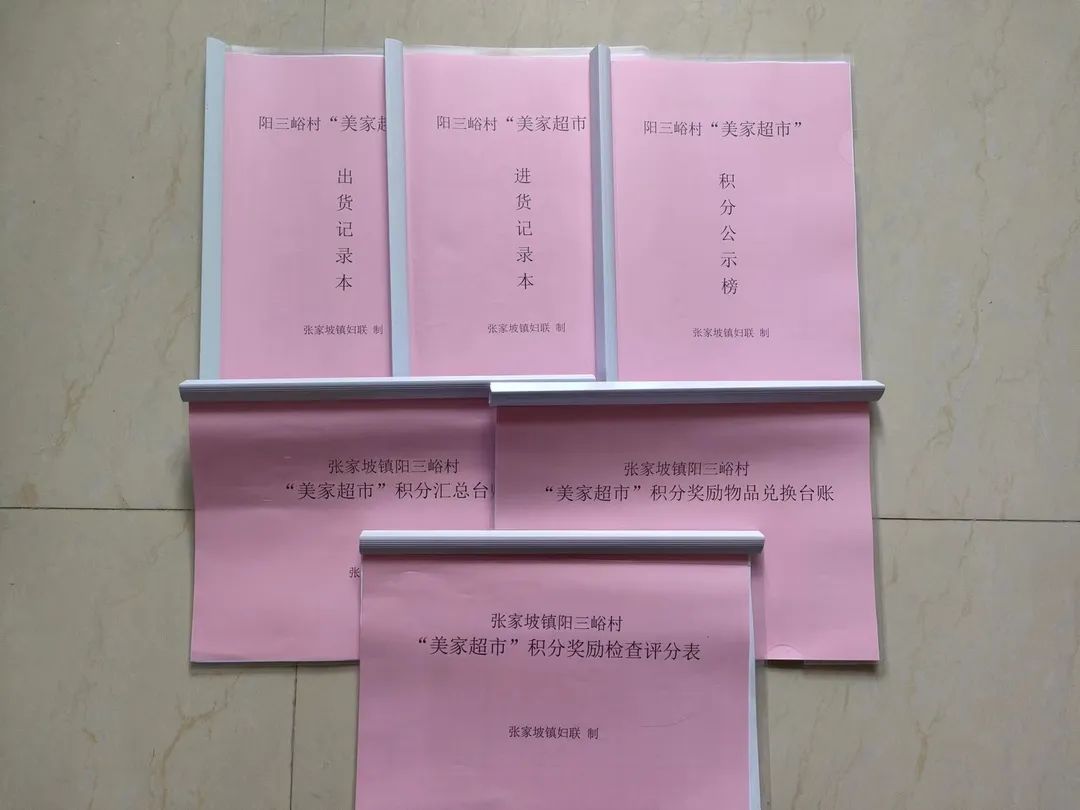 阳三峪村“美家超
出
货
记
录
本
张家坡镇妇联 制
阳三峪村“美家超市
进
货
记
录
本
张家坡镇妇联 制
阳三峪村“美家超市”
积
分
公
示
榜
张家坡镇妇联 制
张家坡镇阳三峪村
“美家超市”积分汇总台
张
张家坡镇阳三峪村
“美家超市”积分奖励物品兑换台账
张家坡镇阳三峪村
“美家超市”积分奖励检查评分表
张家坡镇妇联 制